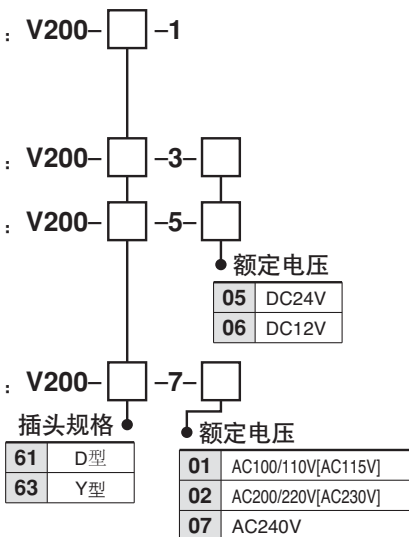 : V200-□-1
: V200-□-3-□
: V200-□-5-□
额定电压
05 DC24V
06 DC12V
: V200-□-7-□
插头规格
61 D型
63 Y型
额定电压
01 AC100/110V[AC115V]
02 AC200/220V[AC230V]
07 AC240V